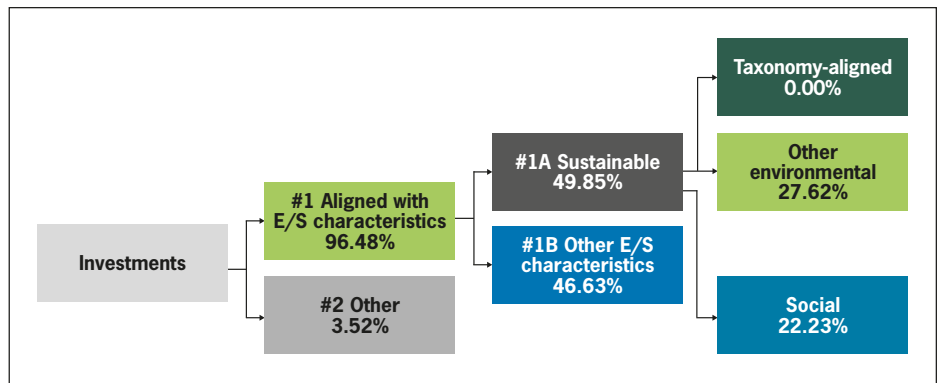 Investments
#1 Aligned with
E/S characteristics
96.48%
#2 Other
3.52%
#1A Sustainable
49.85%
#1B Other E/S
characteristics
46.63%
Taxonomy-aligned
0.00%
Other
environmental
27.62%
Social
22.23%